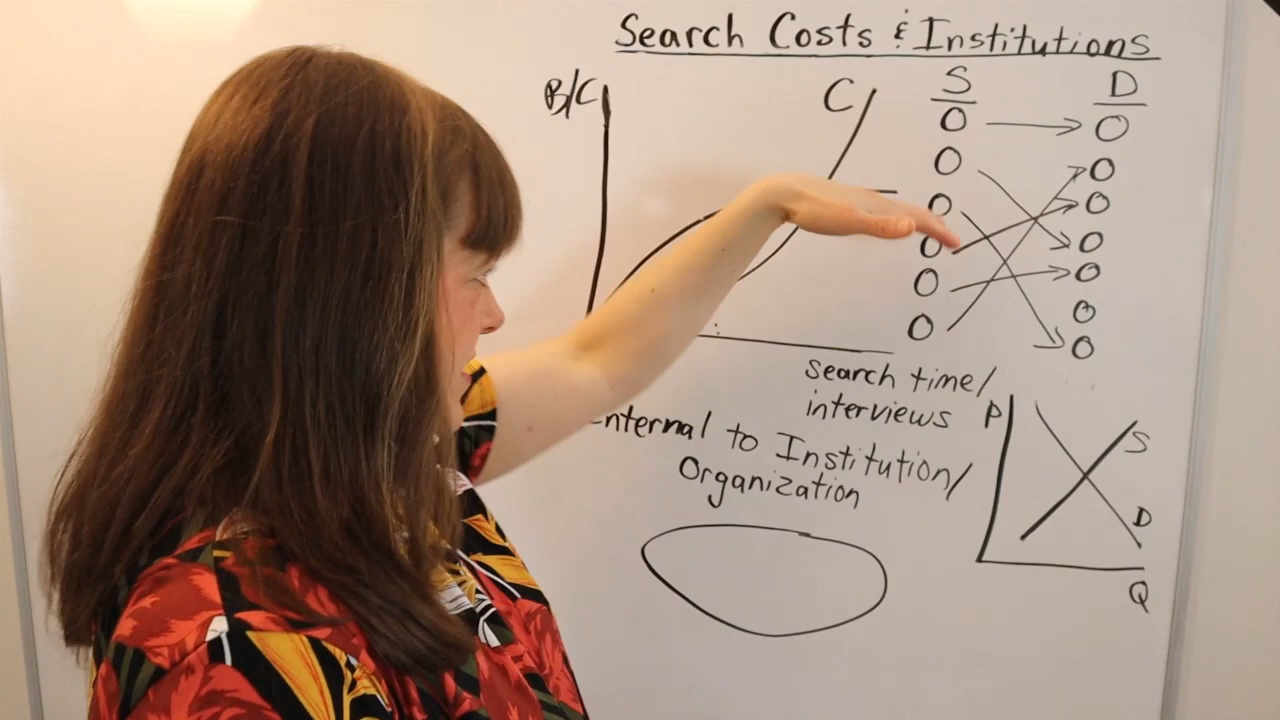 Search Costs & Institutions
B/C
C
S
D
search time/
interviews
nternal to Institution/
Organization
P
S
D
Q